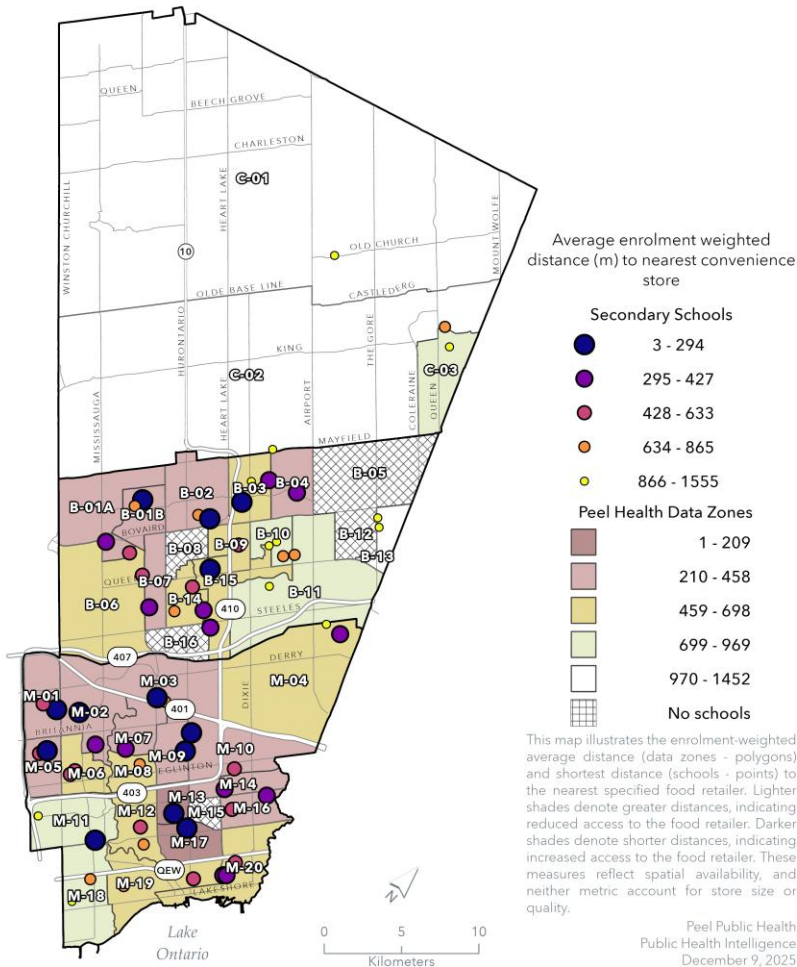 QUEEN
BEECH GROVE
CHARLESTON
C-01
HEART LAKE
WINSTON CHURCHILL
MOUNT WOLFE
10
OLD CHURCH
OLDE BASE LINE
CASTLEDERG
HURONTARIO
THE GORE
KING
C-02
C-03
MISSISSAUGA
HEART LAKE
AIRPORT
COLERAINE
QUEEN
MAYFIELD
B-05
B-04
B-03
B-02
B-01A
B-01B
BOVAIRD
B-10
B-12
B-08
B-09
B-13
QUEEN
B-07
B-15
B-11
B-06
B-14
410
STEELES
B-16
407
DERRY
DIXIE
M-04
M-01
M-03
401
M-02
BRITANNIA
M-07
M-09
M-10
M-05
M-06
M-08
EGLINTON
403
M-14
M-13
M-12
M-15
M-16
M-11
M-17
QEW
M-20
M-18
M-19
LAKESHORE
Lake
Ontario
N
0 5 10
Kilometers
Average enrolment weighted
distance (m) to nearest convenience
store
Secondary Schools
3 - 294
295 - 427
428 - 633
634 - 865
866 - 1555
Peel Health Data Zones
1 - 209
210 - 458
459 - 698
699 - 969
970 - 1452
No schools
This map illustrates the enrolment-weighted
average distance (data zones - polygons)
and shortest distance (schools - points) to
the nearest specified food retailer. Lighter
shades denote greater distances, indicating
reduced access to the food retailer. Darker
shades denote shorter distances, indicating
increased access to the food retailer. These
measures reflect spatial availability, and
neither metric account for store size or
quality.
Peel Public Health
Public Health Intelligence
December 9, 2025